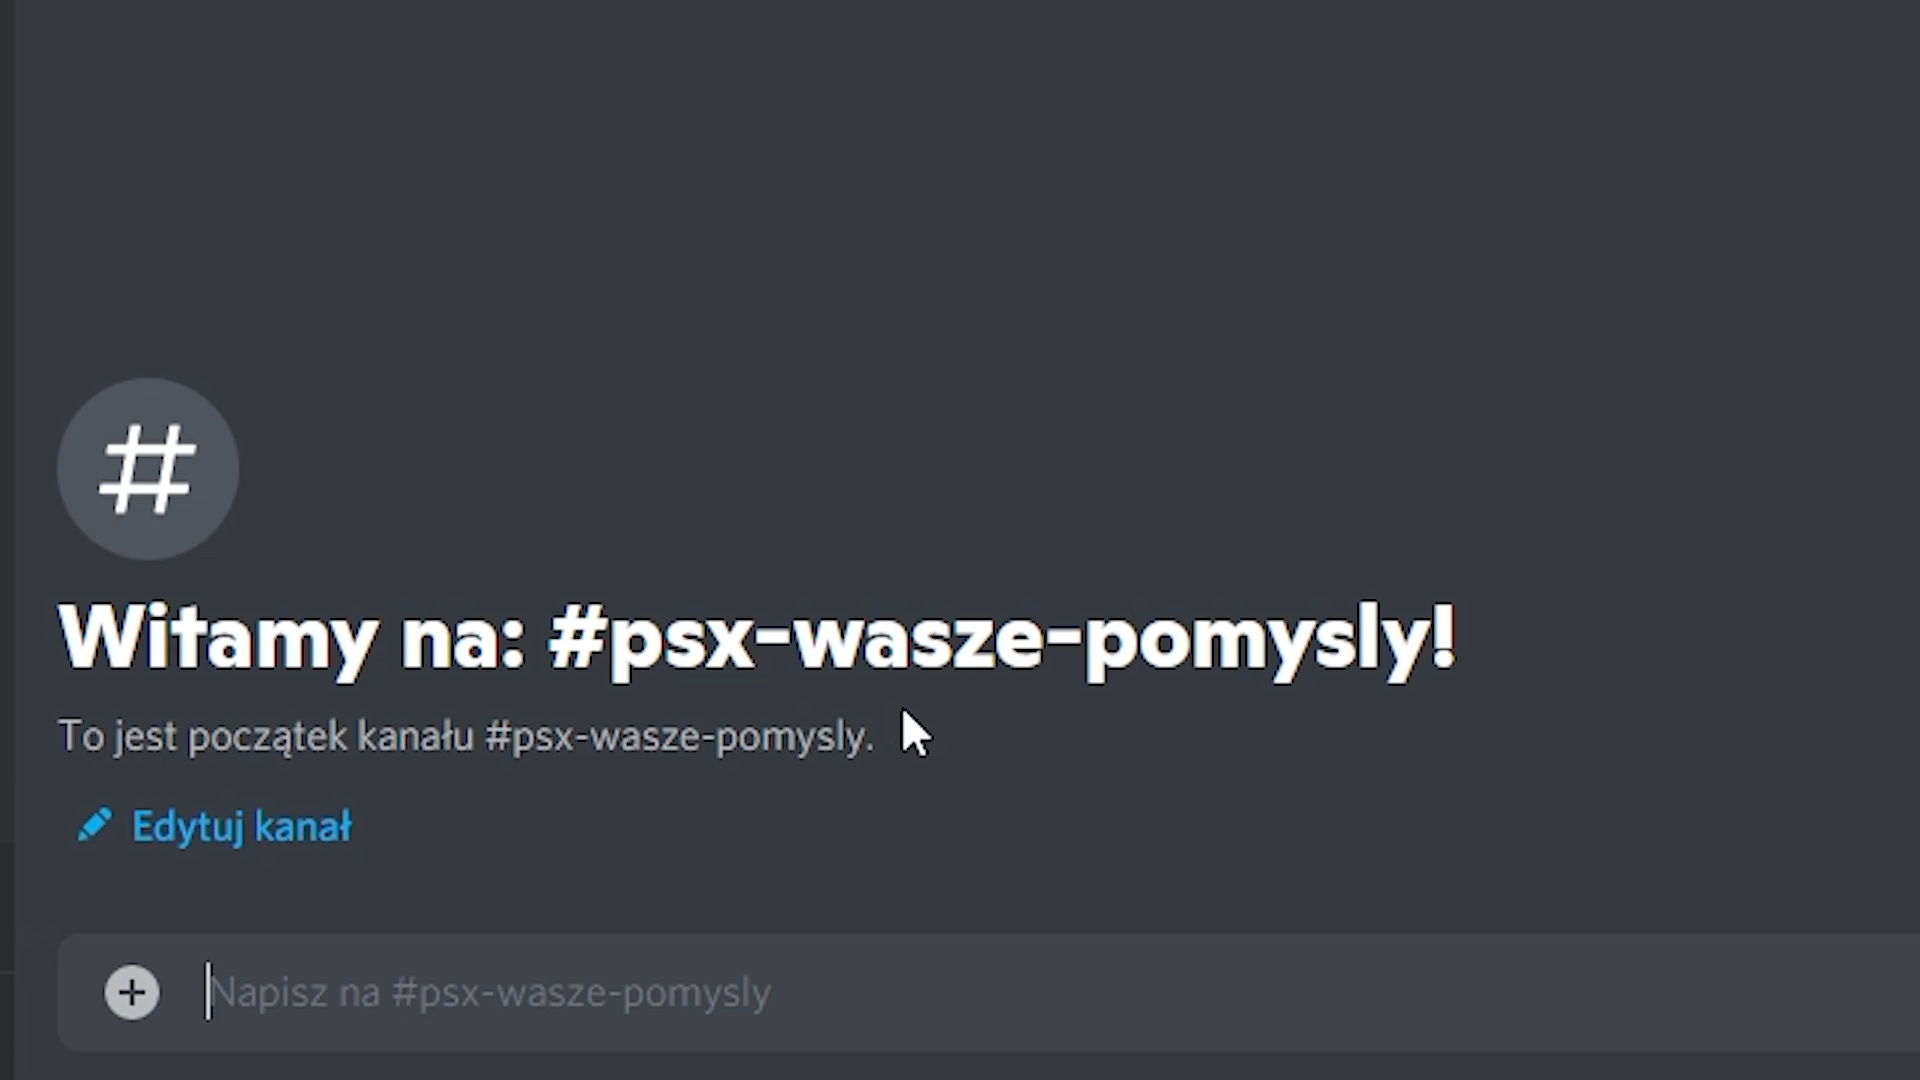 #
Witamy na: #psx-wasze-pomysly!
To jest początek kanału #psx-wasze-pomysly.
Edytuj kanał
Napisz na #psx-wasze-pomysly